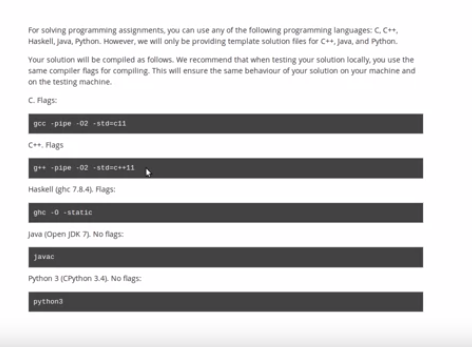 For solving programming assignments, you can use any of the following programming languages: C, C++,
Haskell, Java, Python. However, we will only be providing template solution files for C++, Java, and Python.
Your solution will be compiled as follows. We recommend that when testing your solution locally, you use the
same compiler flags for compiling. This will ensure the same behaviour of your solution on your machine and
on the testing machine.
C. Flags:
gcc -pipe -O2 -std=c11
C++. Flags
g++ -pipe -O2 -std=c++11
Haskell (ghc 7.8.4). Flags:
ghc -O -static
Java (Open JDK 7). No flags:
javac
Python 3 (CPython 3.4). No flags:
python3